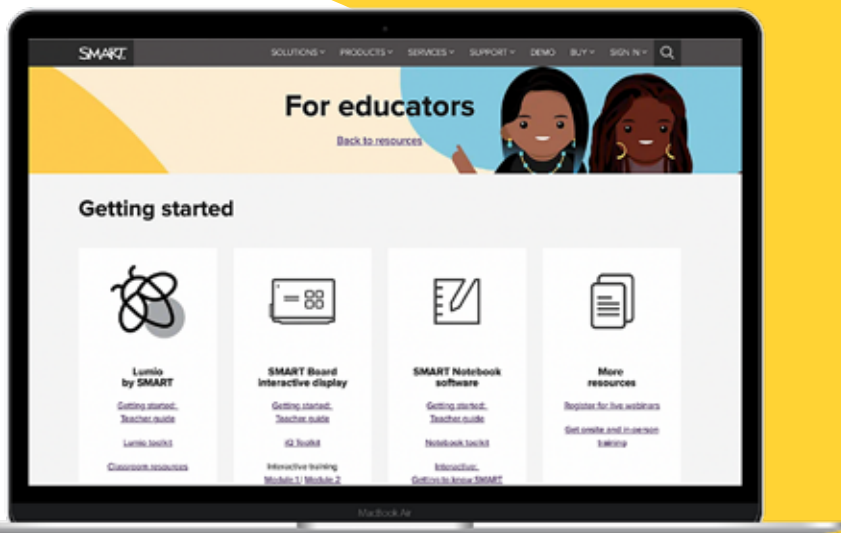 SMART.
SOLUTIONS PRODUCTS SERVICES SUPPORT DEMO BUY SIGN IN
For educators
Back to resources
Getting started
Lumio
by SMART
Getting started:
Teacher guide
Lumio toolkit
Classroom resources
SMART Board
interactive display
Getting started:
Teacher guide
iQ Toolkit
Interactive training
Module 1 | Module 2
SMART Notebook
software
Getting started:
Teacher guide
Notebook toolkit
Interactive:
Getting to know SMART
More
resources
Register for live webinars
Get onsite and in-person
training
MacBook Air